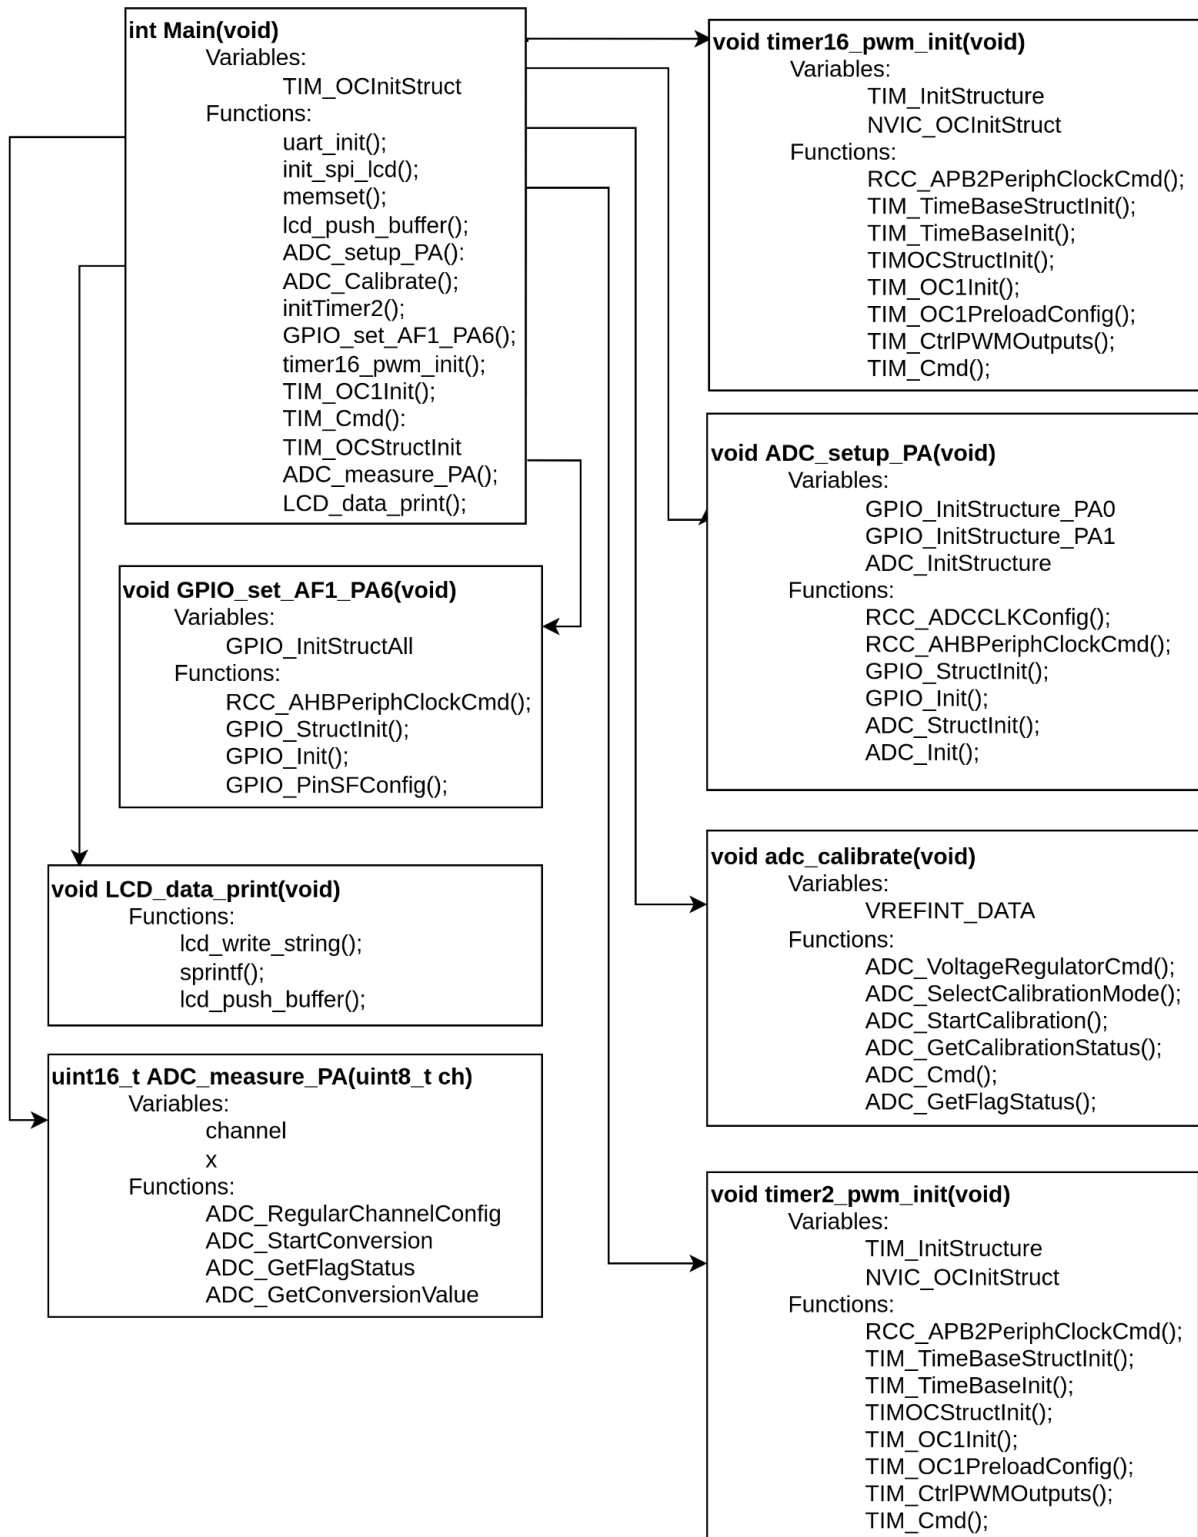 int Main(void)
Variables:
TIM_OCInitStruct
Functions:
uart_init();
init_spi_lcd();
memset();
lcd_push_buffer();
ADC_setup_PA():
ADC_Calibrate();
initTimer2();
GPIO_set_AF1_PA6();
timer16_pwm_init();
TIM_OC1Init();
TIM_Cmd():
TIM_OCStructInit
ADC_measure_PA();
LCD_data_print();
void GPIO_set_AF1_PA6(void)
Variables:
GPIO_InitStructAll
Functions:
RCC_AHBPeriphClockCmd();
GPIO_StructInit();
GPIO_Init();
GPIO_PinSFConfig();
void LCD_data_print(void)
Functions:
lcd_write_string();
sprintf();
lcd_push_buffer();
uint16_t ADC_measure_PA(uint8_t ch)
Variables:
channel
x
Functions:
ADC_RegularChannelConfig
ADC_StartConversion
ADC_GetFlagStatus
ADC_GetConversionValue
void timer16_pwm_init(void)
Variables:
TIM_InitStructure
NVIC_OCInitStruct
Functions:
RCC_APB2PeriphClockCmd();
TIM_TimeBaseStructInit();
TIM_TimeBaseInit();
TIMOCStructInit();
TIM_OC1Init();
TIM_OC1PreloadConfig();
TIM_CtrlPWMOutputs();
TIM_Cmd();
void ADC_setup_PA(void)
Variables:
GPIO_InitStructure_PA0
GPIO_InitStructure_PA1
ADC_InitStructure
Functions:
RCC_ADCCLKConfig();
RCC_AHBPeriphClockCmd();
GPIO_StructInit();
GPIO_Init();
ADC_StructInit();
ADC_Init();
void adc_calibrate(void)
Variables:
VREFINT_DATA
Functions:
ADC_VoltageRegulatorCmd();
ADC_SelectCalibrationMode();
ADC_StartCalibration();
ADC_GetCalibrationStatus();
ADC_Cmd();
ADC_GetFlagStatus();
void timer2_pwm_init(void)
Variables:
TIM_InitStructure
NVIC_OCInitStruct
Functions:
RCC_APB2PeriphClockCmd();
TIM_TimeBaseStructInit();
TIM_TimeBaseInit();
TIMOCStructInit();
TIM_OC1Init();
TIM_OC1PreloadConfig();
TIM_CtrlPWMOutputs();
TIM_Cmd();